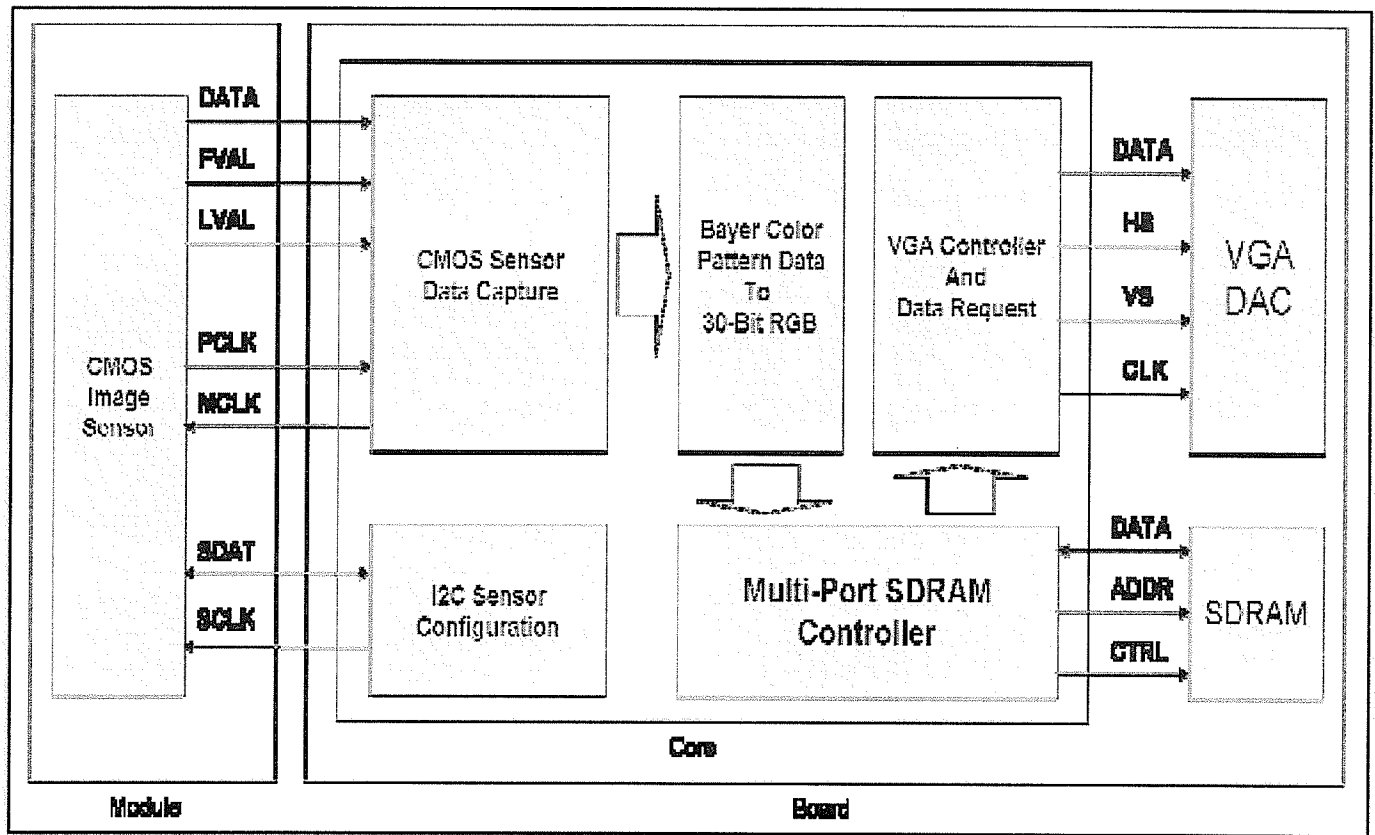 DATA
FVAL
LVAL
PCLK
MCLK
SDAT
SCLK
CMOS
Image
Sensor
CMOS Sensor
Data Capture
Bayer Color
Pattern Data
To
30-Bit RGB
VGA Controller
And
Data Request
DATA
HS
VS
CLK
VGA
DAC
I2C Sensor
Configuration
Multi-Port SDRAM
Controller
DATA
ADDR
CTRL
SDRAM
Core
Module
Board